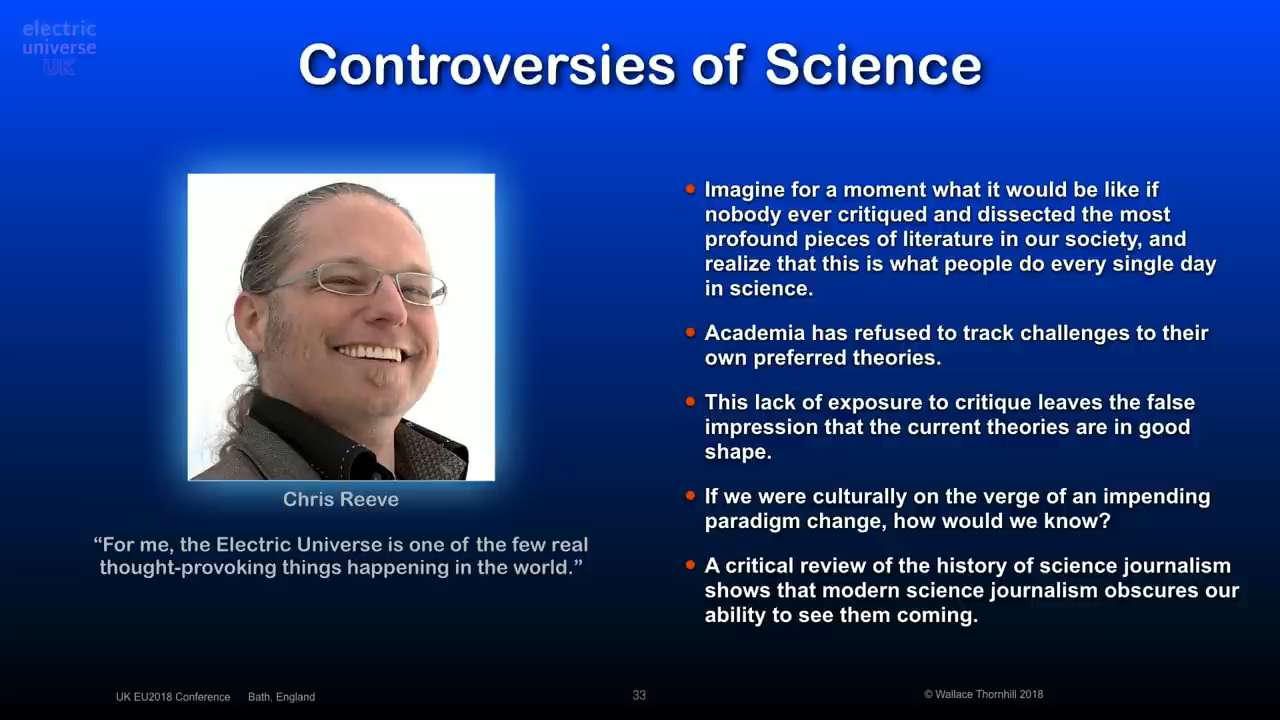 electric
universe
UK
Controversies of Science
Chris Reeve
“For me, the Electric Universe is one of the few real
thought-provoking things happening in the world.”
Imagine for a moment what it would be like if
nobody ever critiqued and dissected the most
profound pieces of literature in our society, and
realize that this is what people do every single day
in science.
Academia has refused to track challenges to their
own preferred theories.
This lack of exposure to critique leaves the false
impression that the current theories are in good
shape.
If we were culturally on the verge of an impending
paradigm change, how would we know?
A critical review of the history of science journalism
shows that modern science journalism obscures our
ability to see them coming.
UK EU2018 Conference Bath, England
33
© Wallace Thornhill 2018